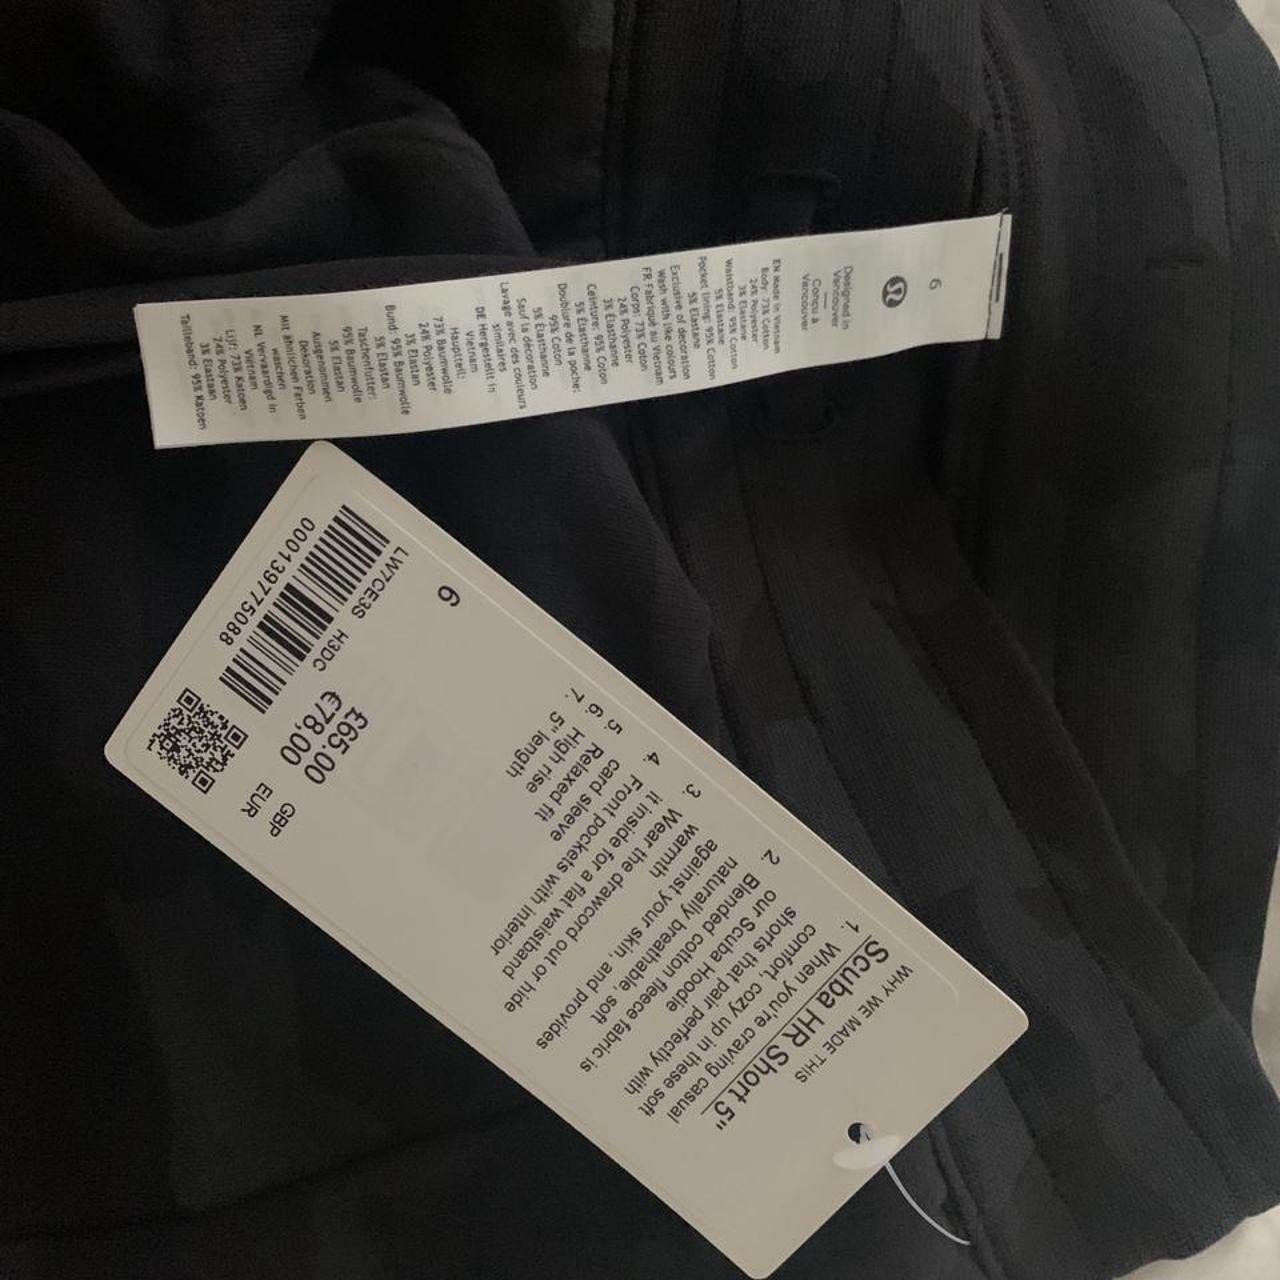 6
Designed in
Vancouver
Conçu à
Vancouver
EN Made in Vietnam
Body: 73% Cotton
24% Polyester
3% Elastane
Waistband: 95% Cotton
5% Elastane
Pocket lining: 95% Cotton
5% Elastane
Exclusive of decoration
Wash with like colours
FR Fabriqué au Vietnam
Corps: 73% Coton
24% Polyester
3% Élasthanne
Ceinture: 95% Coton
5% Élasthanne
Doublure de la poche:
95% Coton
5% Élasthanne
Sauf la décoration
Lavage avec des couleurs
similaires
DE Hergestellt in
Vietnam
Hauptteil:
73% Baumwolle
24% Polyester
3% Elastan
Bund: 95% Baumwolle
5% Elastan
Taschenfutter:
95% Baumwolle
5% Elastan
Ausgenommen
Dekoration
Mit ähnlichen Farben
waschen
NL Vervaardigd in
Vietnam
Lijf: 73% Katoen
24% Polyester
3% Elastaan
Tailleband: 95% Katoen
WHY WE MADE THIS
Scuba HR Short 5"
1. When you're craving casual
comfort, cozy up in these soft
shorts that pair perfectly with
our Scuba Hoodie
2. Blended cotton fleece fabric is
naturally breathable, soft
against your skin, and provides
warmth
3. Wear the drawcord out or hide
it inside for a flat waistband
4. Front pockets with interior
card sleeve
5. Relaxed fit
6. High rise
7. 5" length
6
LW7CE3S H3DC
000139775088
£65.00 GBP
€78,00 EUR